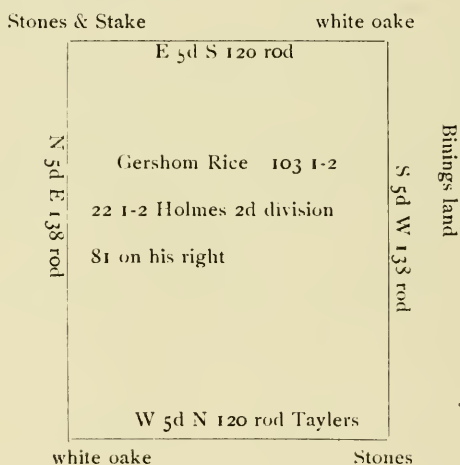 Stones & Stake white oake
E 5d S 120 rod
N 5d E 138 rod
Gershom Rice 103 1-2
22 1-2 Holmes 2d division
81 on his right
S 5d W 138 rod
Binings land
W 5d N 120 rod Taylers
white oake Stones